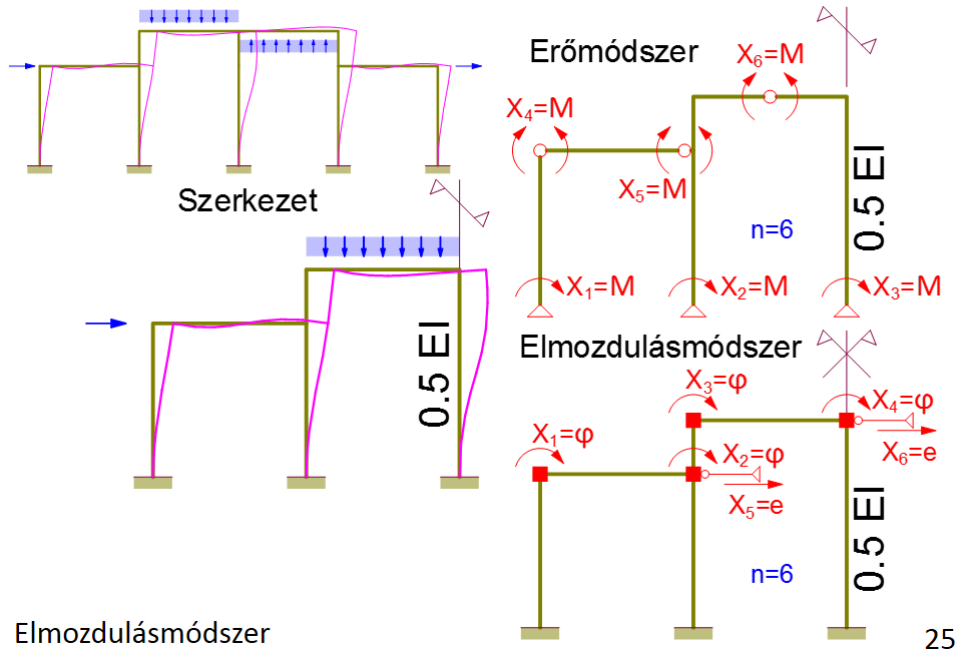 Szerkezet
0.5 EI
Erőmódszer
X₆=M
X₄=M
X₅=M
n=6
0.5 EI
X₁=M
X₂=M
X₃=M
Elmozdulásmódszer
X₃=φ
X₄=φ
X₁=φ
X₂=φ
X₆=e
X₅=e
n=6
0.5 EI
Elmozdulásmódszer
25